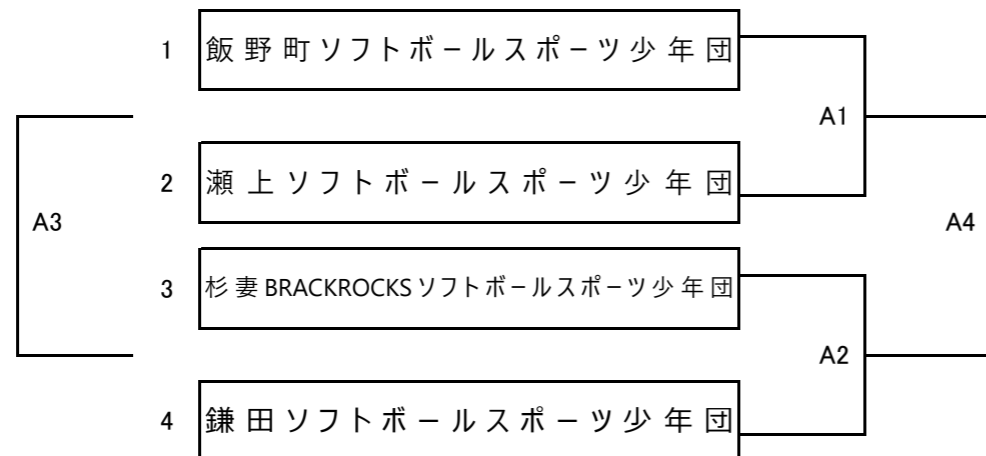 1 飯野町ソフトボールスポーツ少年団
A1
2 瀬上ソフトボールスポーツ少年団
A3
A4
3 杉妻BRACKROCKSソフトボールスポーツ少年団
A2
4 鎌田ソフトボールスポーツ少年団